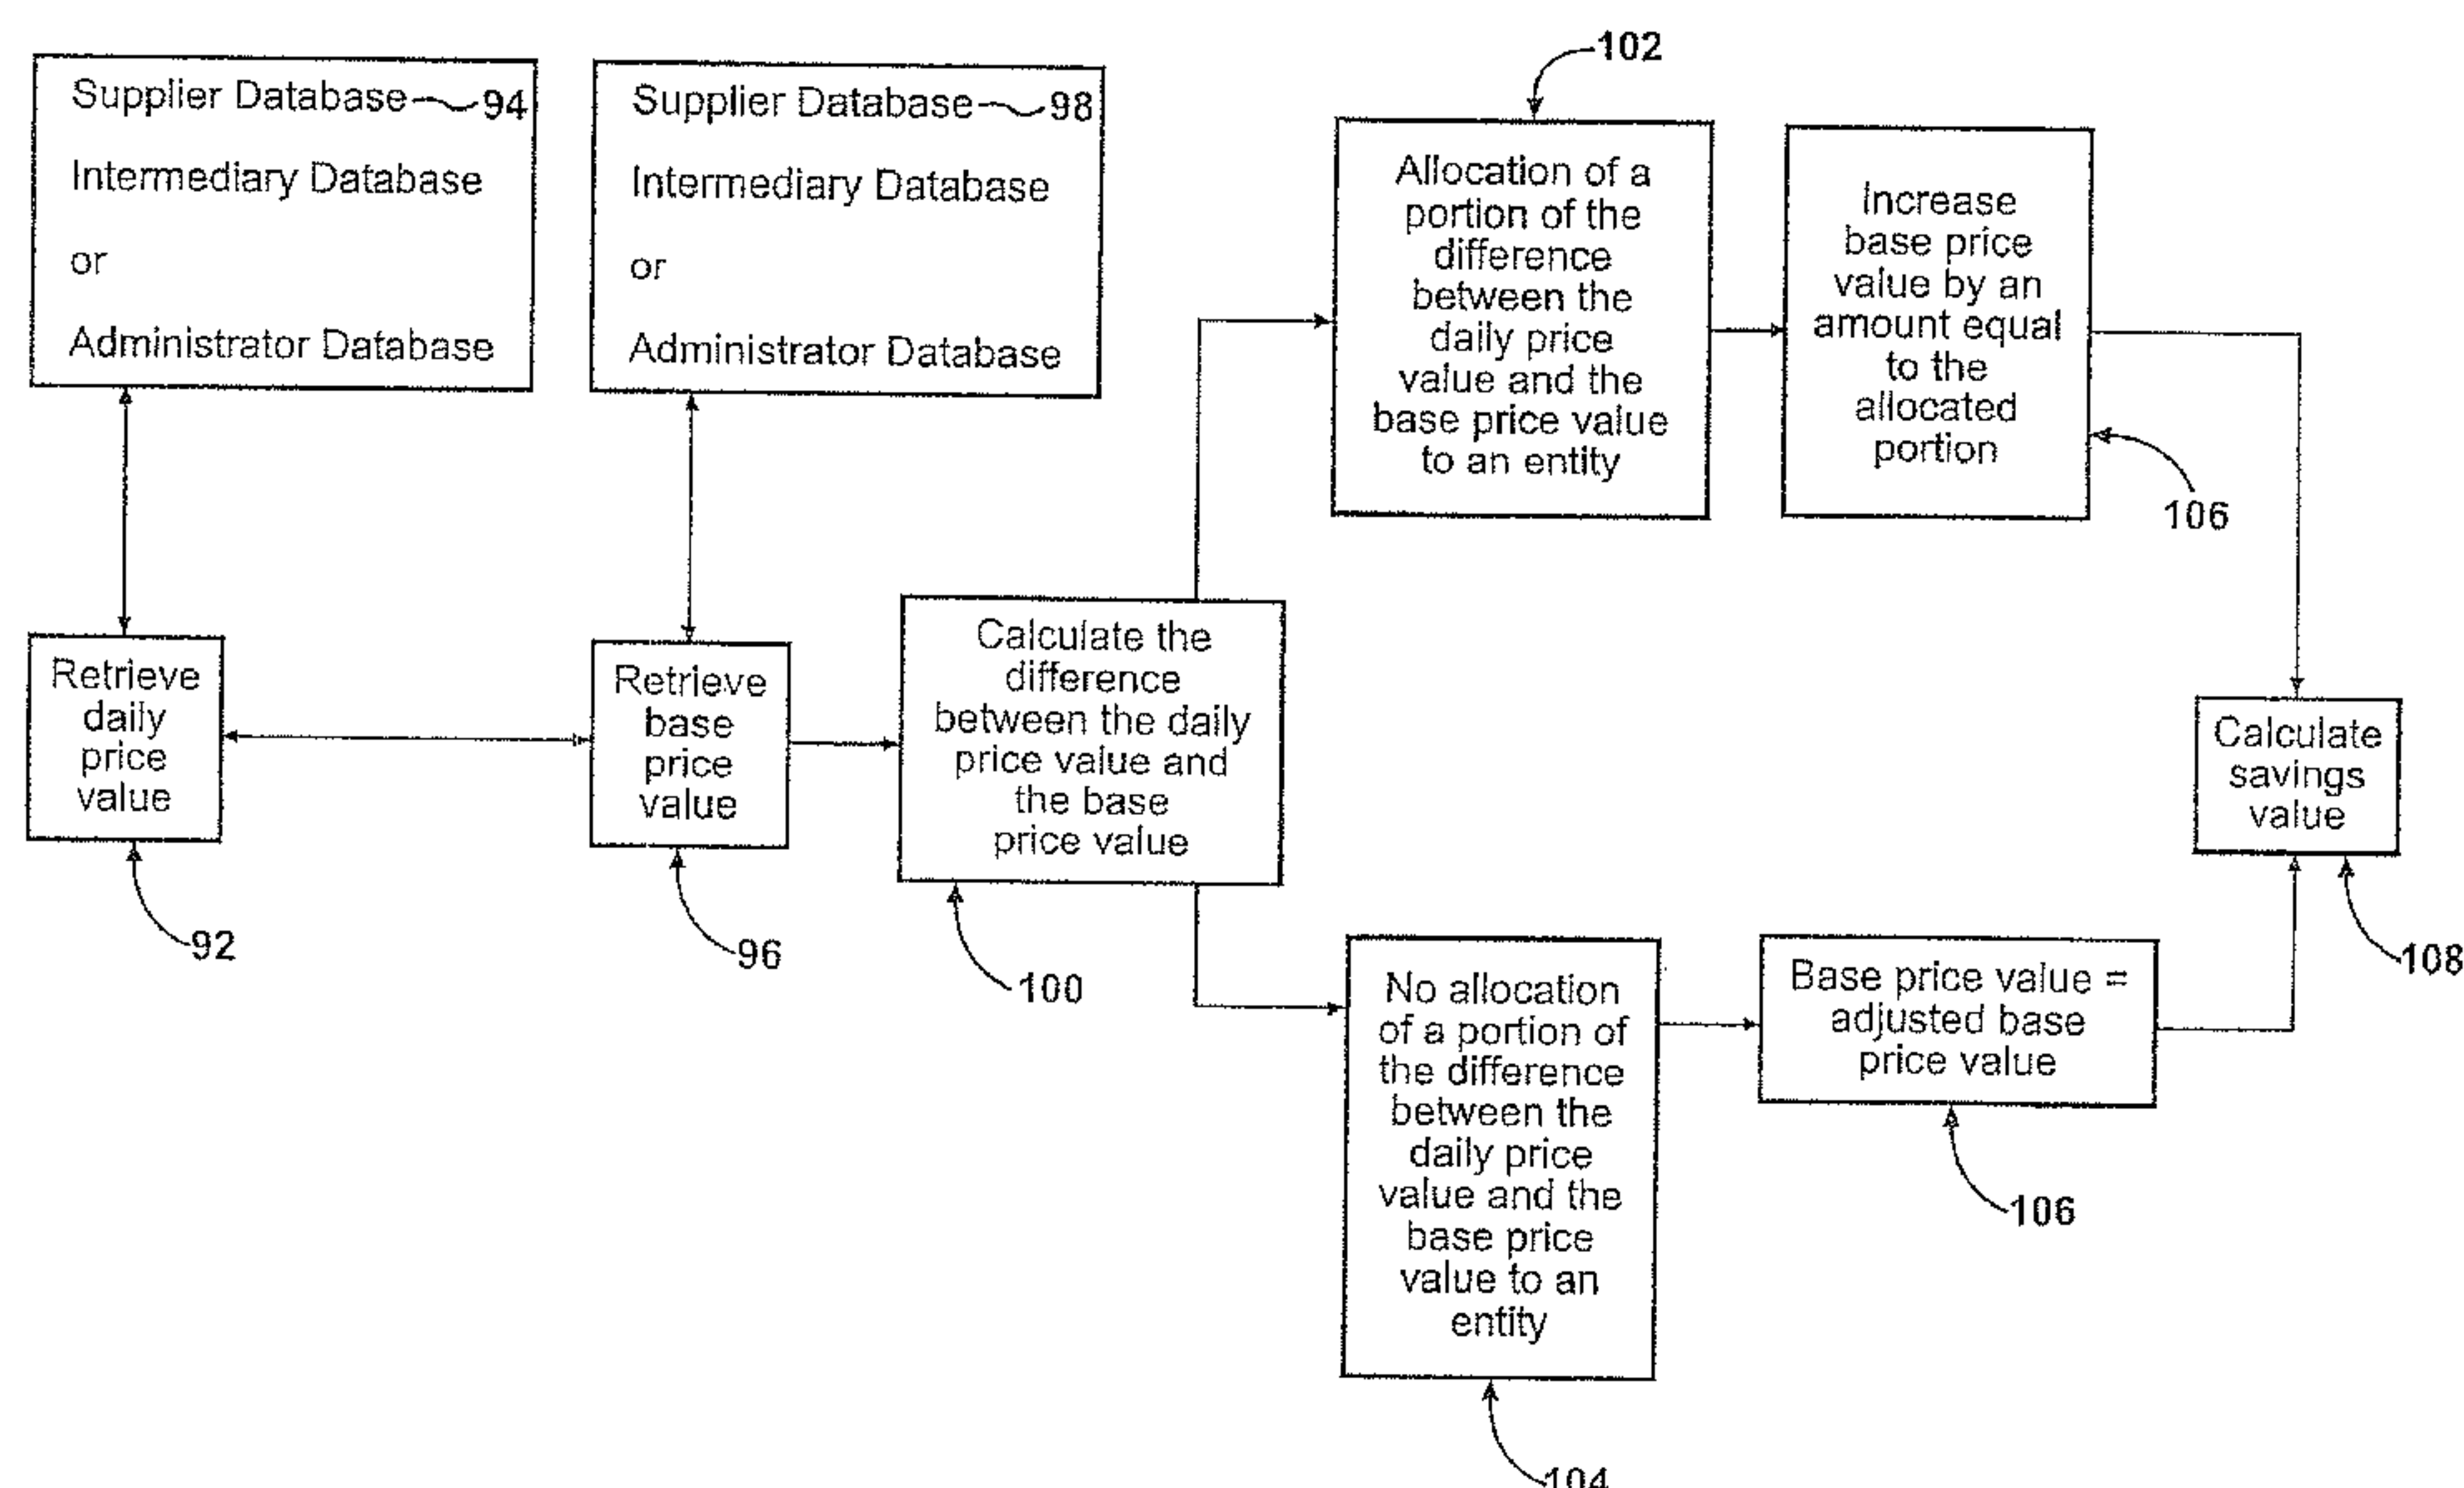 Supplier Database 94
Intermediary Database
or
Administrator Database
Supplier Database 98
Intermediary Database
or
Administrator Database
102
Allocation of a
portion of the
difference
between the
daily price
value and the
base price value
to an entity
Increase
base price
value by an
amount equal
to the
allocated
portion
106
Retrieve
daily
price
value
92
Retrieve
base
price
value
96
Calculate the
difference
between the daily
price value and
the base
price value
100
Calculate
savings
value
108
No allocation
of a portion of
the difference
between the
daily price
value and the
base price
value to an
entity
104
Base price value =
adjusted base
price value
106